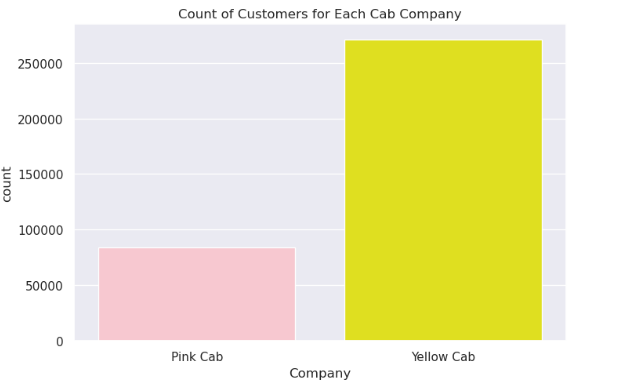 Count of Customers for Each Cab Company
250000
200000
150000
100000
50000
0
count
Pink Cab
Yellow Cab
Company